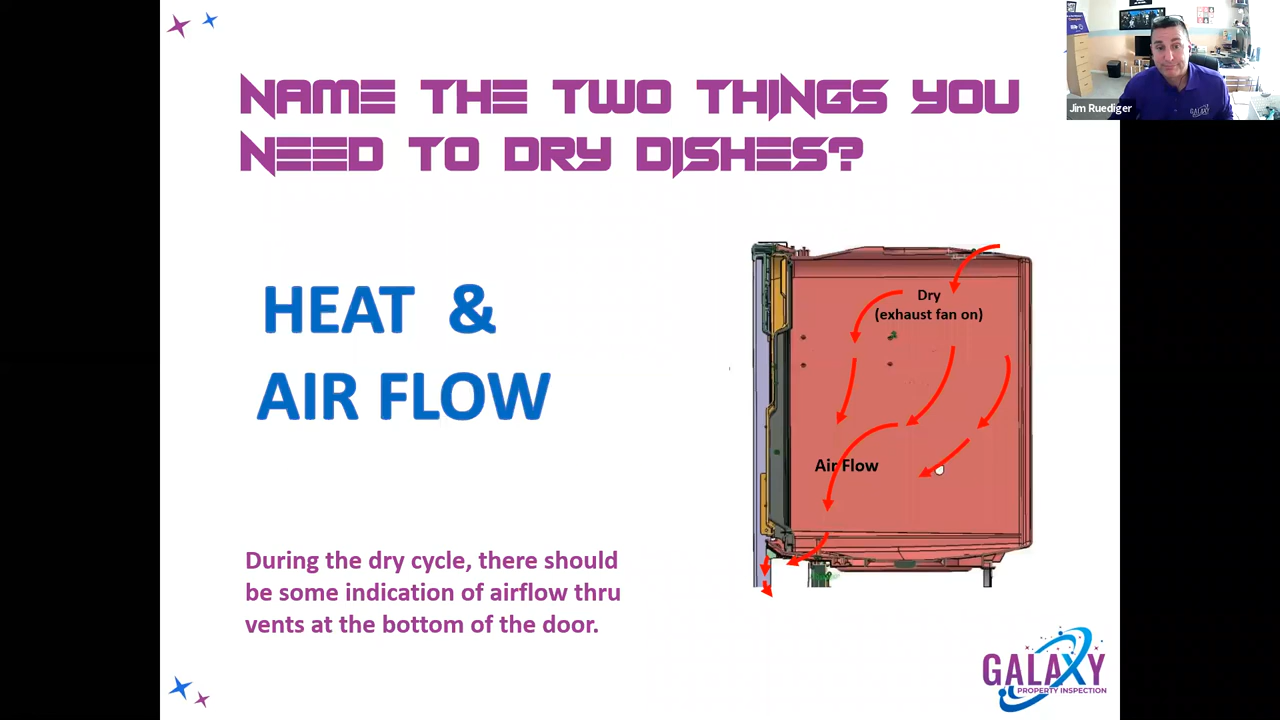 NAME THE TWO THINGS YOU
NEED TO DRY DISHES?
Jim Ruediger
GALAXY
HEAT &
AIR FLOW
Dry
(exhaust fan on)
Air Flow
During the dry cycle, there should
be some indication of airflow thru
vents at the bottom of the door.
GALAXY
PROPERTY INSPECTION